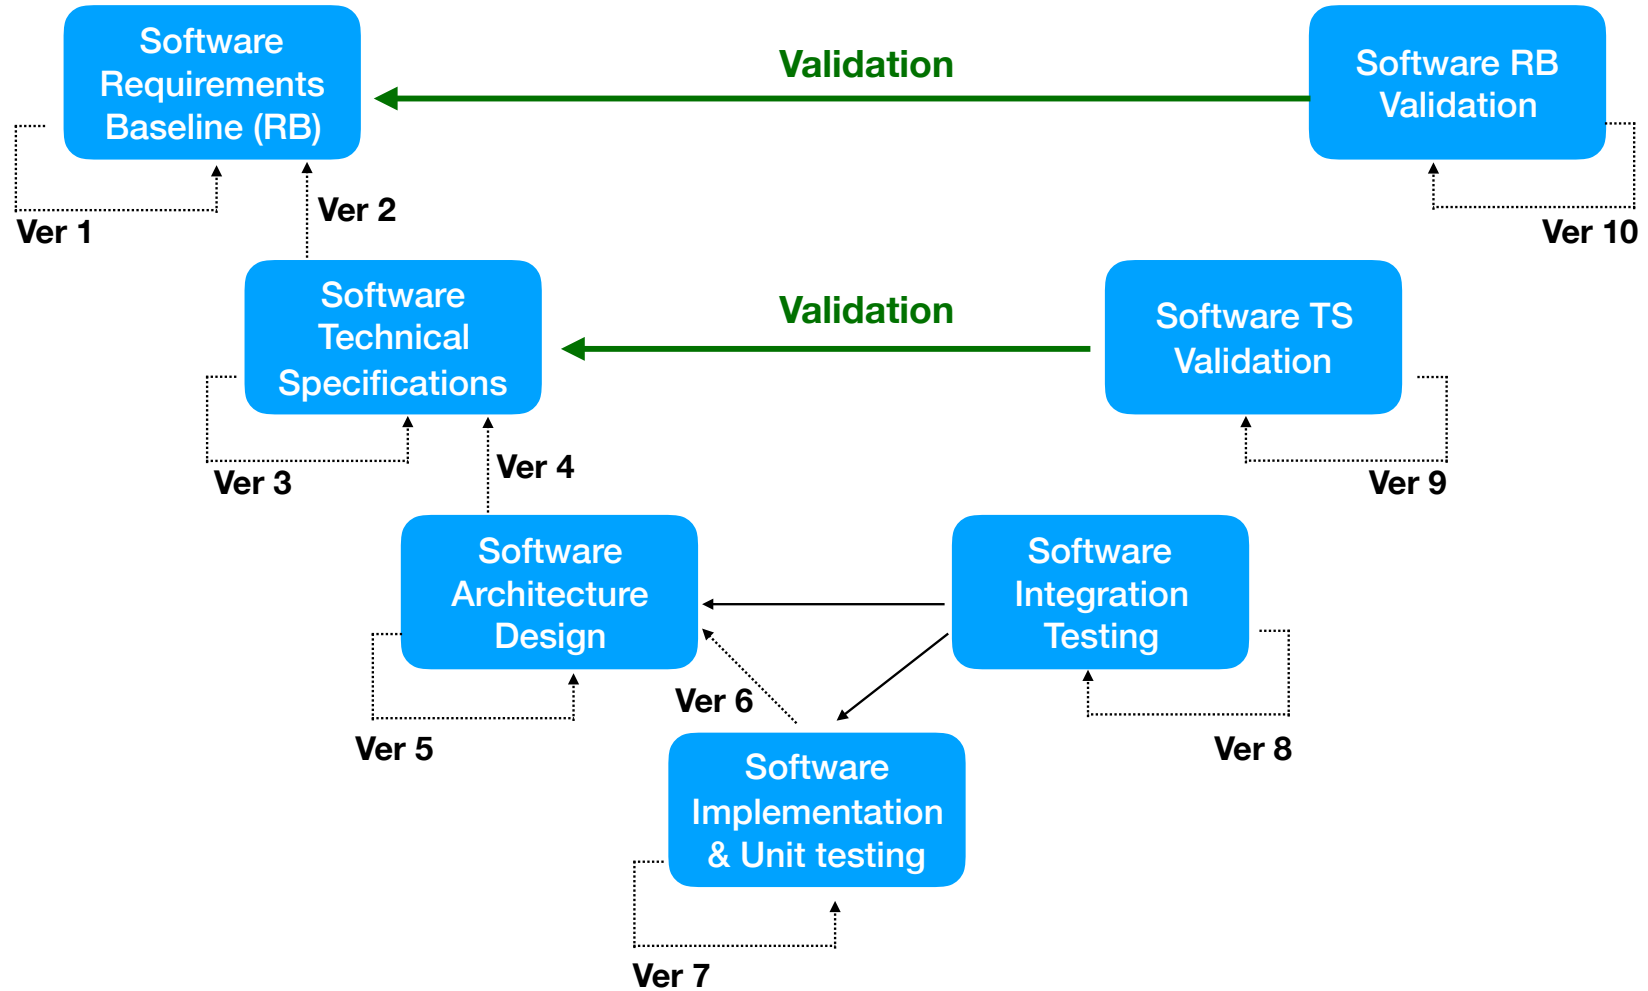 Software
Requirements
Baseline (RB)
Validation
Software RB
Validation
Ver 1
Ver 2
Ver 10
Software
Technical
Specifications
Validation
Software TS
Validation
Ver 3
Ver 4
Ver 9
Software
Architecture
Design
Software
Integration
Testing
Ver 5
Ver 6
Ver 8
Software
Implementation
& Unit testing
Ver 7